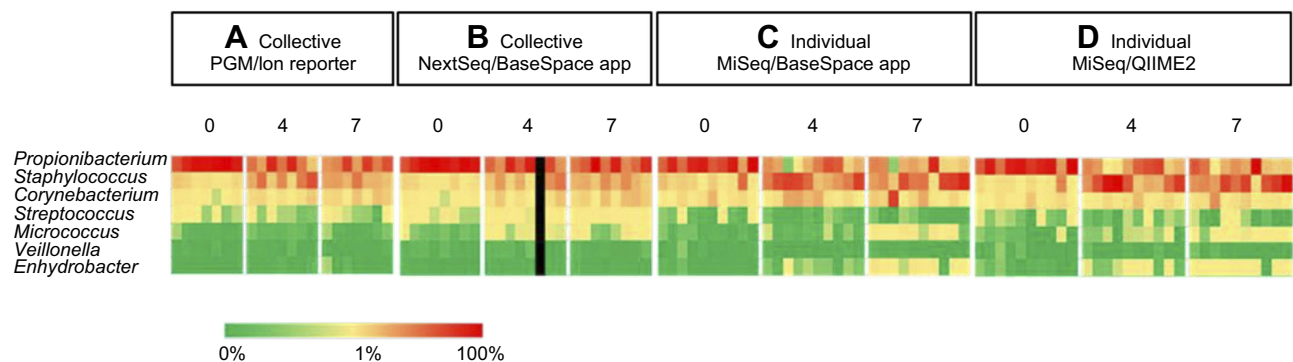 A Collective
PGM/Ion reporter
B Collective
NextSeq/BaseSpace app
C Individual
MiSeq/BaseSpace app
D Individual
MiSeq/QIIME2
0 4 7 0 4 7 0 4 7 0 4 7
Propionibacterium
Staphylococcus
Corynebacterium
Streptococcus
Micrococcus
Veillonella
Enhydrobacter
0% 1% 100%